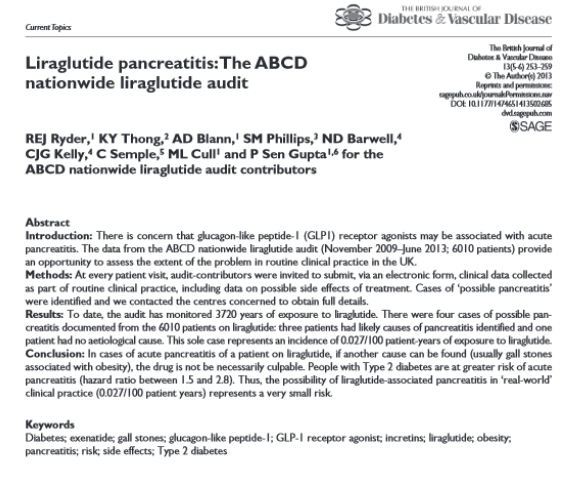 Current Topics
THE BRITISH JOURNAL OF
Diabetes & Vascular Disease
Liraglutide pancreatitis: The ABCD
nationwide liraglutide audit
The British Journal of
Diabetes & Vascular Disease
13(5-6) 253–259
© The Author(s) 2013
Reprints and permissions:
sagepub.co.uk/journalsPermissions.nav
DOI: 10.1177/1474651413502685
dvd.sagepub.com
SAGE
REJ Ryder,1 KY Thong,2 AD Blann,1 SM Phillips,3 ND Barwell,4
CJG Kelly,4 C Semple,5 ML Cull1 and P Sen Gupta1,6 for the
ABCD nationwide liraglutide audit contributors
Abstract
Introduction: There is concern that glucagon-like peptide-1 (GLP1) receptor agonists may be associated with acute
pancreatitis. The data from the ABCD nationwide liraglutide audit (November 2009–June 2013; 6010 patients) provide
an opportunity to assess the extent of the problem in routine clinical practice in the UK.
Methods: At every patient visit, audit-contributors were invited to submit, via an electronic form, clinical data collected
as part of routine clinical practice, including data on possible side effects of treatment. Cases of 'possible pancreatitis'
were identified and we contacted the centres concerned to obtain full details.
Results: To date, the audit has monitored 3720 years of exposure to liraglutide. There were four cases of possible pan-
creatitis documented from the 6010 patients on liraglutide: three patients had likely causes of pancreatitis identified and one
patient had no aetiological cause. This sole case represents an incidence of 0.027/100 patient-years of exposure to liraglutide.
Conclusion: In cases of acute pancreatitis of a patient on liraglutide, if another cause can be found (usually gall stones
associated with obesity), the drug is not be necessarily culpable. People with Type 2 diabetes are at greater risk of acute
pancreatitis (hazard ratio between 1.5 and 2.8). Thus, the possibility of liraglutide-associated pancreatitis in 'real-world'
clinical practice (0.027/100 patient years) represents a very small risk.
Keywords
Diabetes; exenatide; gall stones; glucagon-like peptide-1; GLP-1 receptor agonist; incretins; liraglutide; obesity;
pancreatitis; risk; side effects; Type 2 diabetes